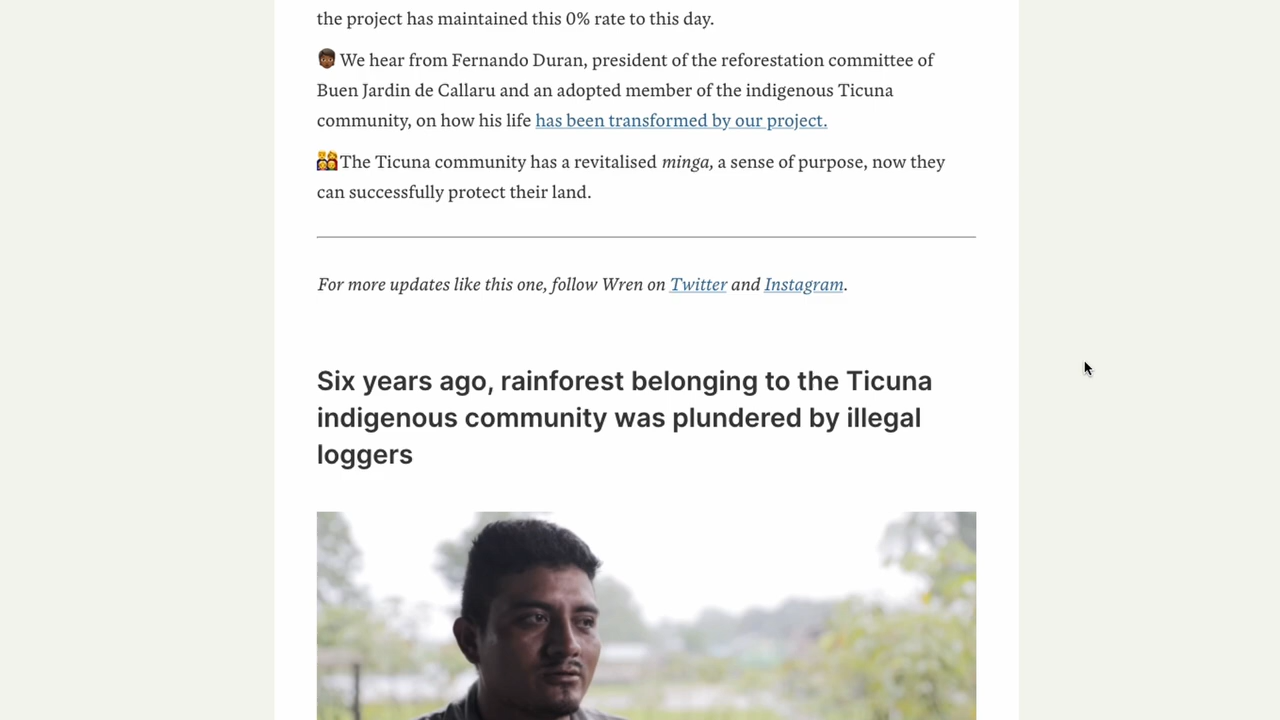 the project has maintained this 0% rate to this day.
We hear from Fernando Duran, president of the reforestation committee of
Buen Jardin de Callaru and an adopted member of the indigenous Ticuna
community, on how his life has been transformed by our project.
The Ticuna community has a revitalised minga, a sense of purpose, now they
can successfully protect their land.
For more updates like this one, follow Wren on Twitter and Instagram.
Six years ago, rainforest belonging to the Ticuna
indigenous community was plundered by illegal
loggers